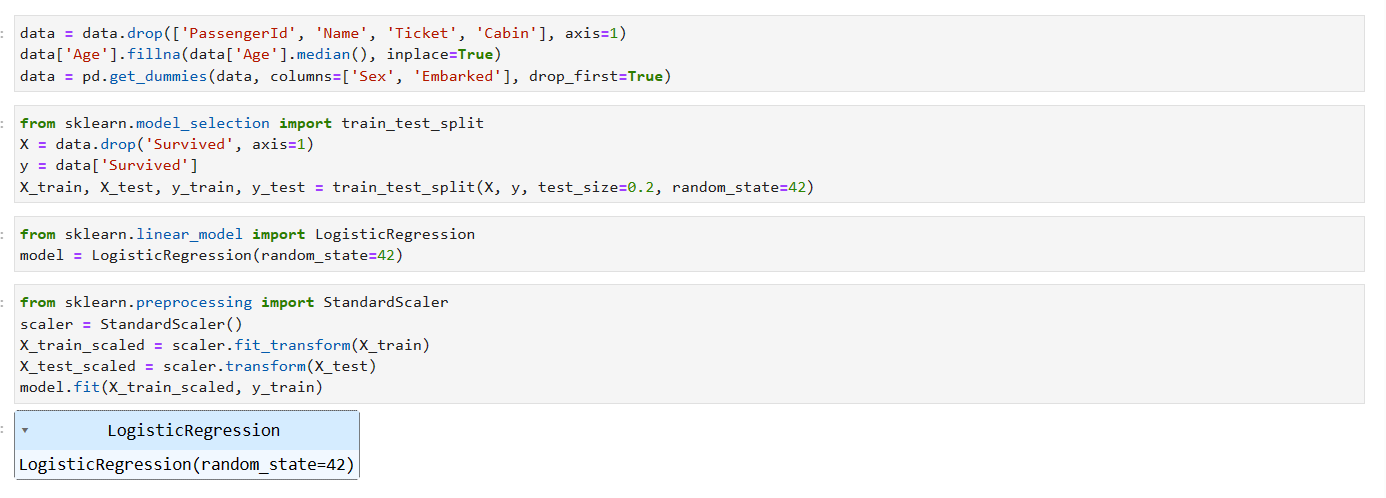 data = data.drop(['PassengerId', 'Name', 'Ticket', 'Cabin'], axis=1)
data['Age'].fillna(data['Age'].median(), inplace=True)
data = pd.get_dummies(data, columns=['Sex', 'Embarked'], drop_first=True)
from sklearn.model_selection import train_test_split
X = data.drop('Survived', axis=1)
y = data['Survived']
X_train, X_test, y_train, y_test = train_test_split(X, y, test_size=0.2, random_state=42)
from sklearn.linear_model import LogisticRegression
model = LogisticRegression(random_state=42)
from sklearn.preprocessing import StandardScaler
scaler = StandardScaler()
X_train_scaled = scaler.fit_transform(X_train)
X_test_scaled = scaler.transform(X_test)
model.fit(X_train_scaled, y_train)
LogisticRegression
LogisticRegression(random_state=42)